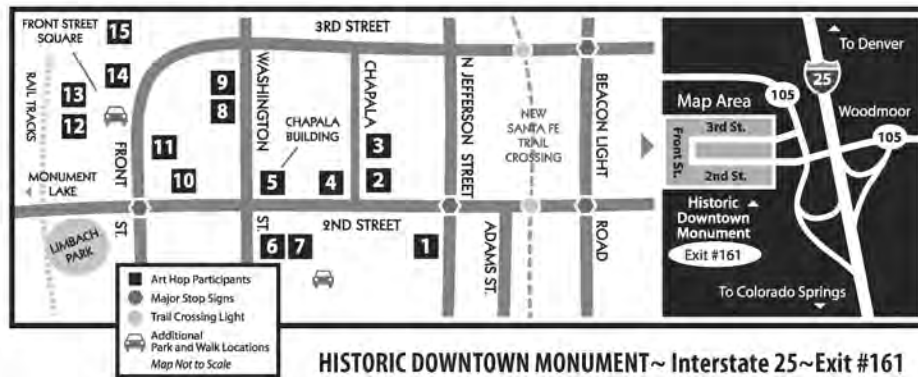 FRONT STREET
SQUARE
15
3RD STREET
RAIL TRACKS
14
13
12
9
8
WASHINGTON
ST.
CHAPALA
BUILDING
CHAPALA
N JEFFERSON STREET
NEW
SANTA FE
TRAIL
CROSSING
BEACON LIGHT
ROAD
11
10
FRONT
ST.
5
4
3
2
MONUMENT
LAKE
LIMBACH
PARK
2ND STREET
6
7
1
ADAMS ST.
Art Hop Participants
Major Stop Signs
Trail Crossing Light
Additional
Park and Walk Locations
Map Not to Scale
To Denver
25
105
Map Area
Woodmoor
105
3rd St.
Front St.
2nd St.
Historic
Downtown
Monument
Exit #161
To Colorado Springs
HISTORIC DOWNTOWN MONUMENT~ Interstate 25~Exit #161